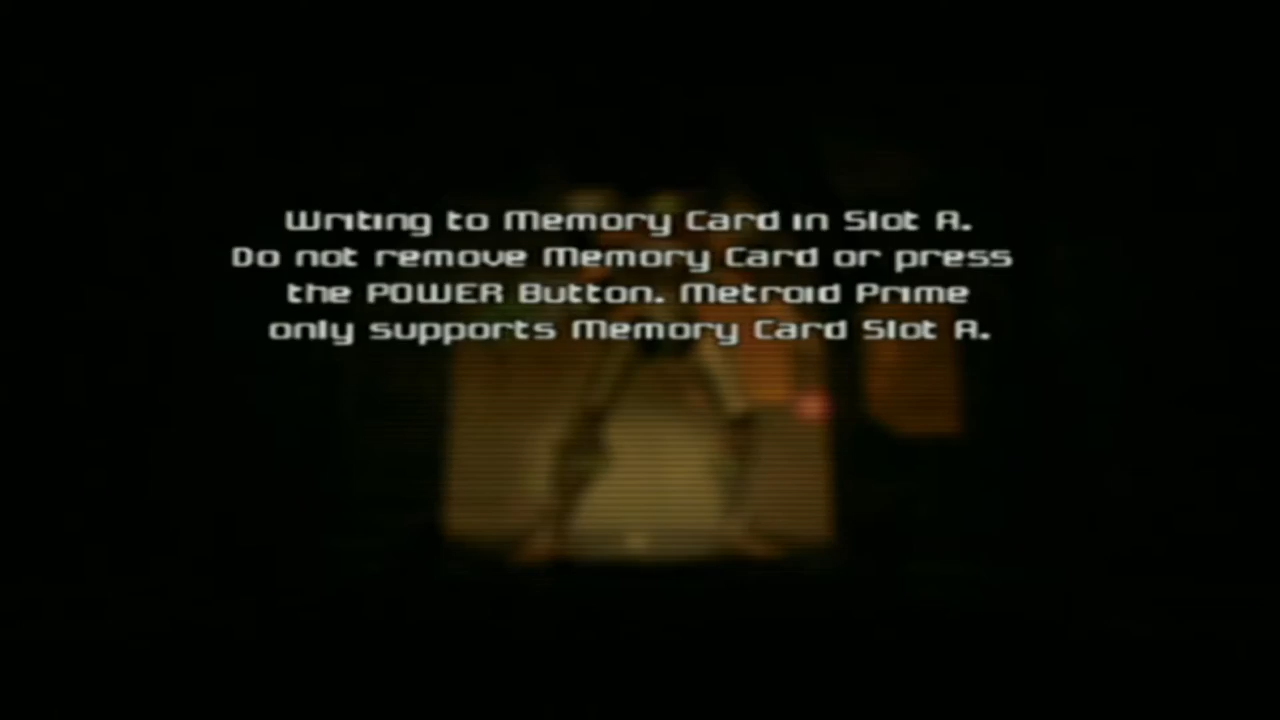 Writing to Memory Card in Slot A.
Do not remove Memory Card or press
the POWER Button. Metroid Prime
only supports Memory Card Slot A.